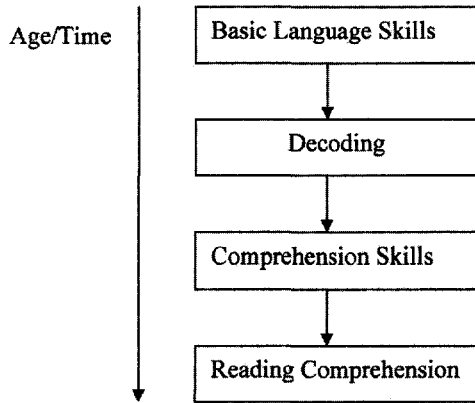 Age/Time
Basic Language Skills
Decoding
Comprehension Skills
Reading Comprehension